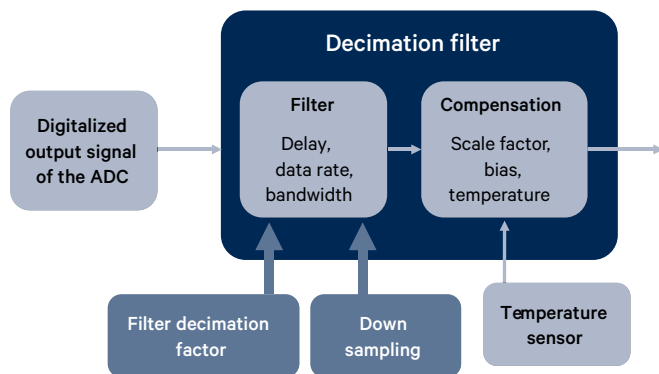 Decimation filter
Digitalized
output signal
of the ADC
Filter
Delay,
data rate,
bandwidth
Compensation
Scale factor,
bias,
temperature
Filter decimation
factor
Down
sampling
Temperature
sensor